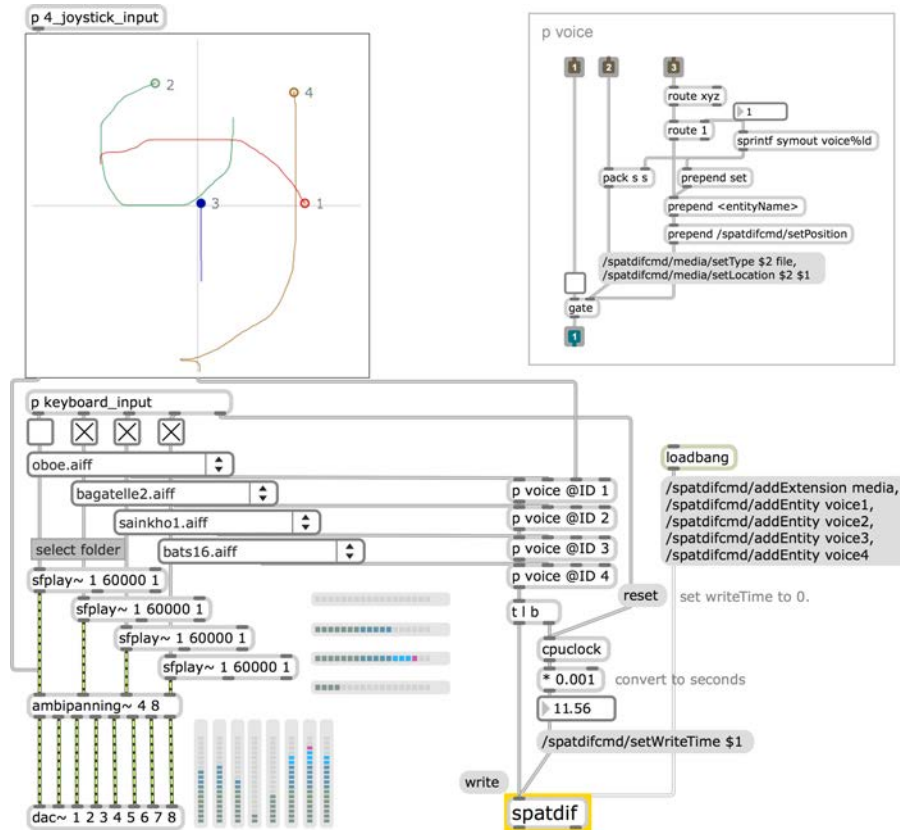 p 4_joystick_input
2
4
3
1
p voice
1
2
3
route xyz
1
route 1
sprintf symout voice%ld
pack s s
prepend set
prepend <entityName>
prepend /spatdifcmd/setPosition
/spatdifcmd/media/setType $2 file,
/spatdifcmd/media/setLocation $2 $1
gate
1
p keyboard_input
oboe.aiff
bagatelle2.aiff
sainkho1.aiff
select folder
bats16.aiff
sfplay~ 1 60000 1
sfplay~ 1 60000 1
sfplay~ 1 60000 1
sfplay~ 1 60000 1
ambipanning~ 4 8
dac~ 1 2 3 4 5 6 7 8
p voice @ID 1
p voice @ID 2
p voice @ID 3
p voice @ID 4
t l b
reset
set writeTime to 0.
cpuclock
* 0.001
convert to seconds
11.56
/spatdifcmd/setWriteTime $1
write
spatdif
loadbang
/spatdifcmd/addExtension media,
/spatdifcmd/addEntity voice1,
/spatdifcmd/addEntity voice2,
/spatdifcmd/addEntity voice3,
/spatdifcmd/addEntity voice4